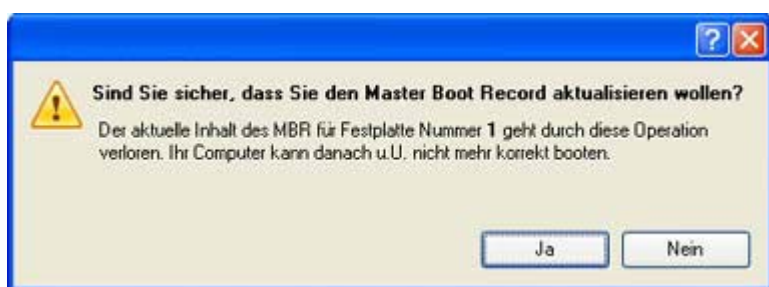 Sind Sie sicher, dass Sie den Master Boot Record aktualisieren wollen?
Der aktuelle Inhalt des MBR für Festplatte Nummer 1 geht durch diese Operation
verloren. Ihr Computer kann danach u.U. nicht mehr korrekt booten.
Ja
Nein